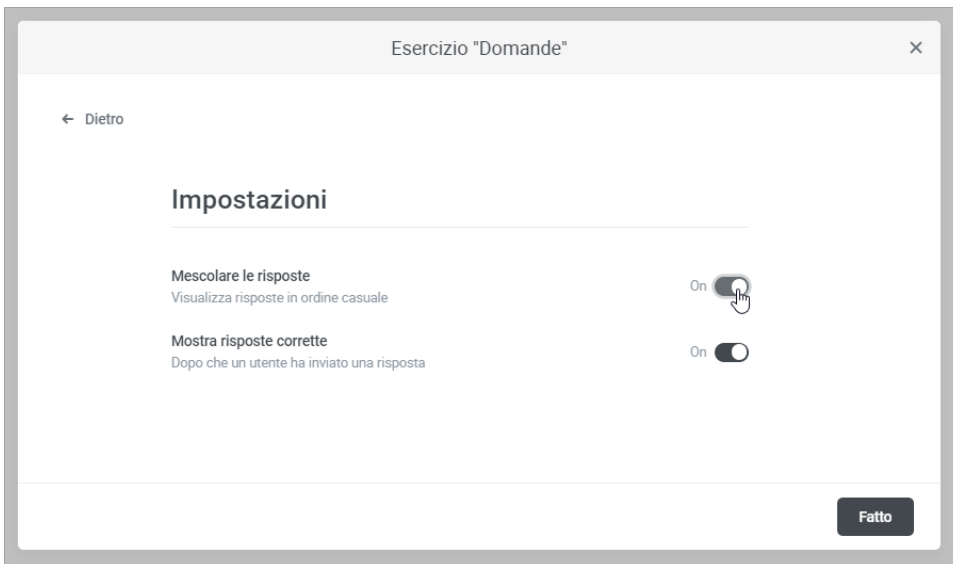 Esercizio "Domande"
← Dietro
Impostazioni
Mescolare le risposte
Visualizza risposte in ordine casuale
On
Mostra risposte corrette
Dopo che un utente ha inviato una risposta
On
Fatto